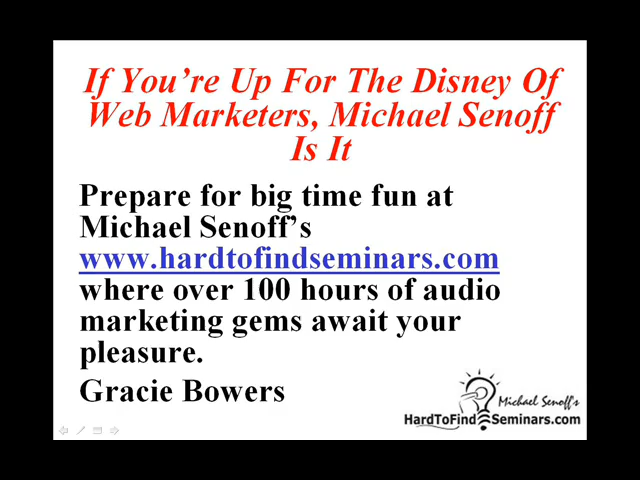 If You're Up For The Disney Of
Web Marketers, Michael Senoff
Is It
Prepare for big time fun at
Michael Senoff's
www.hardtofindseminars.com
where over 100 hours of audio
marketing gems await your
pleasure.
Gracie Bowers
Michael Senoff's
HardToFindSeminars.com